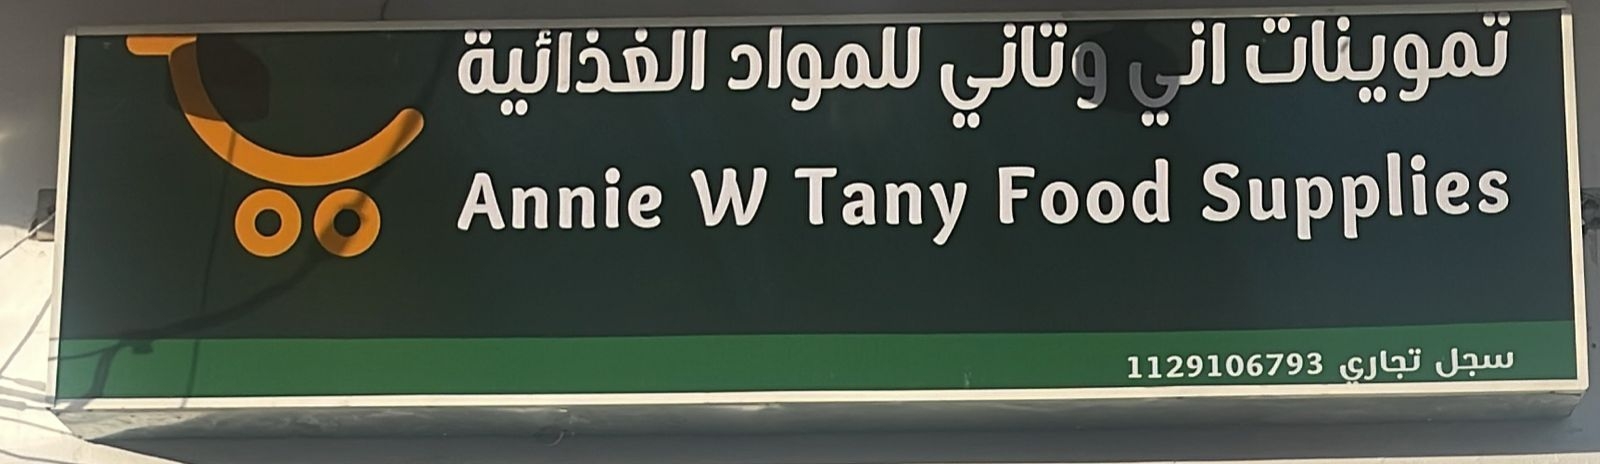 تموينات اني وتاني للمواد الغذائية
Annie W Tany Food Supplies
سجل تجاري 1129106793